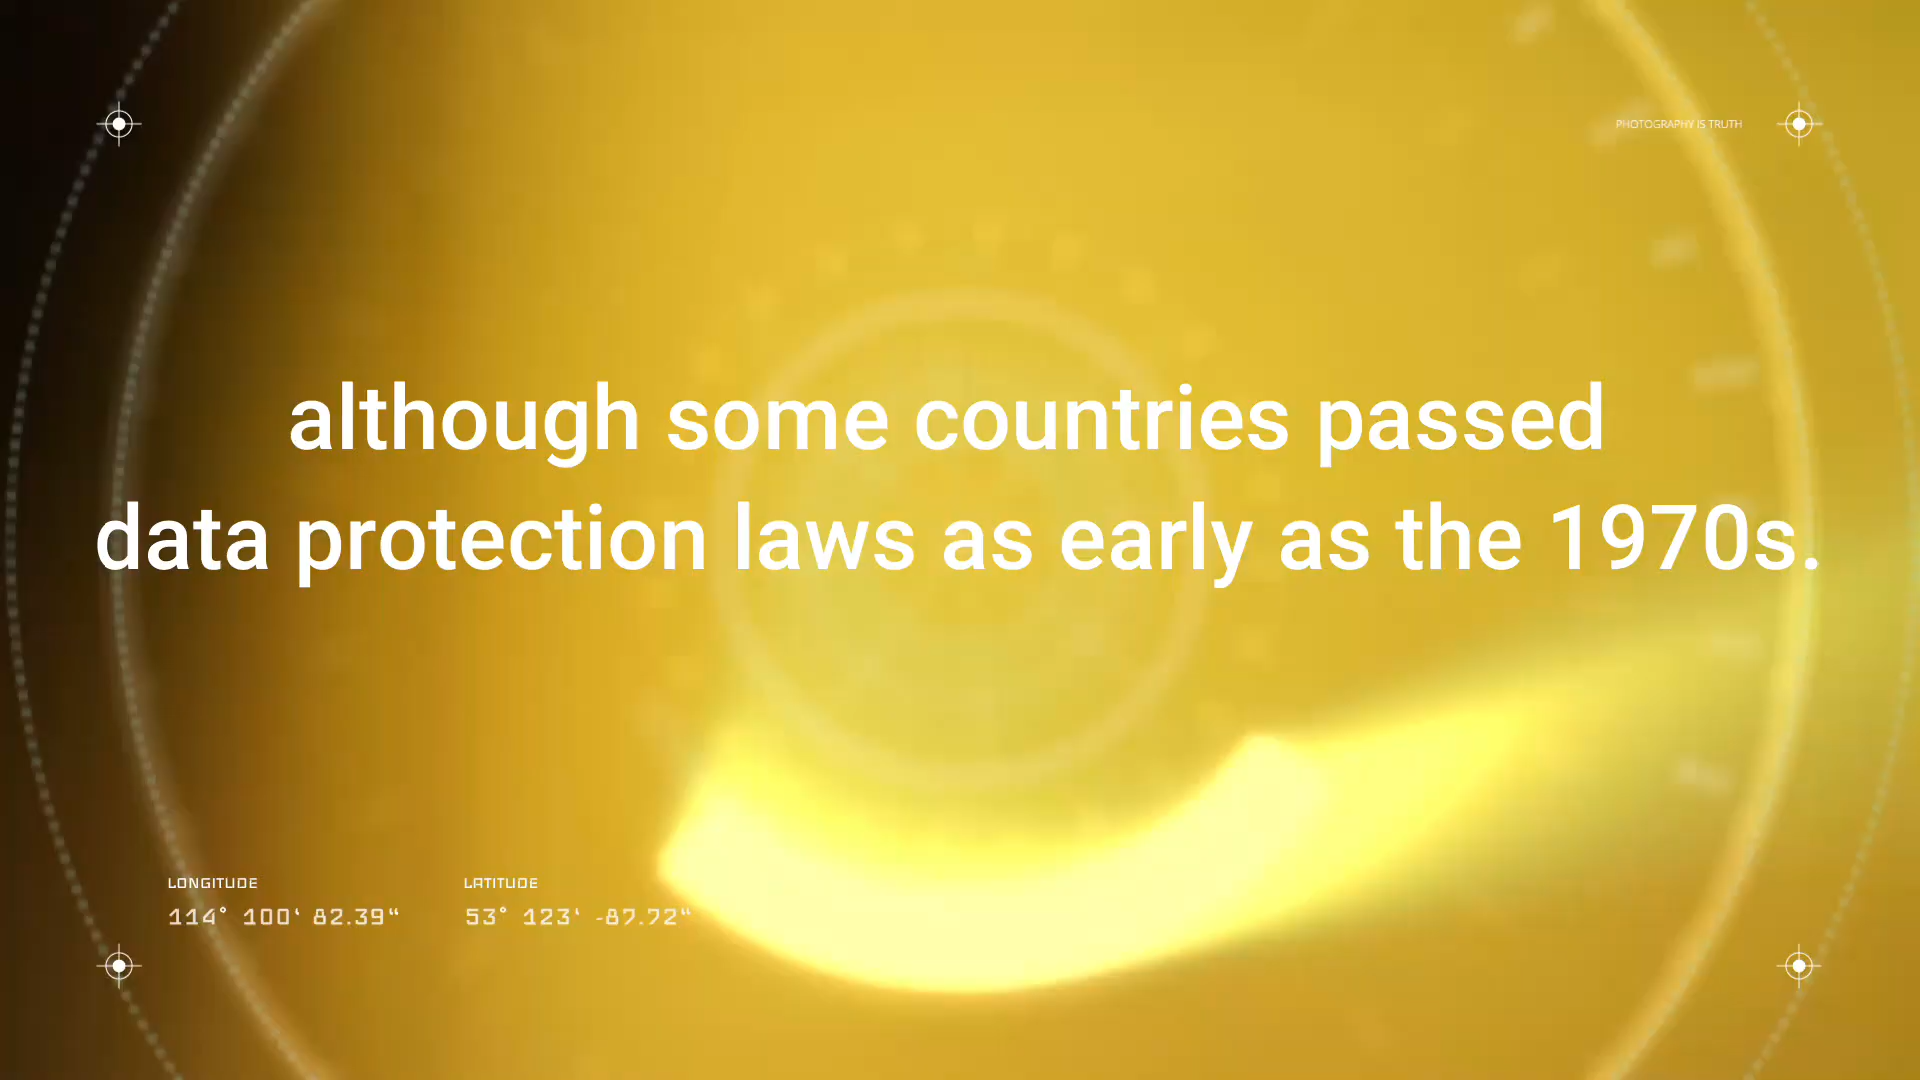 PHOTOGRAPHY IS TRUTH
although some countries passed
data protection laws as early as the 1970s.
LONGITUDE LATITUDE
114° 100‘ 82.39“ 53° 123‘ -87.72“